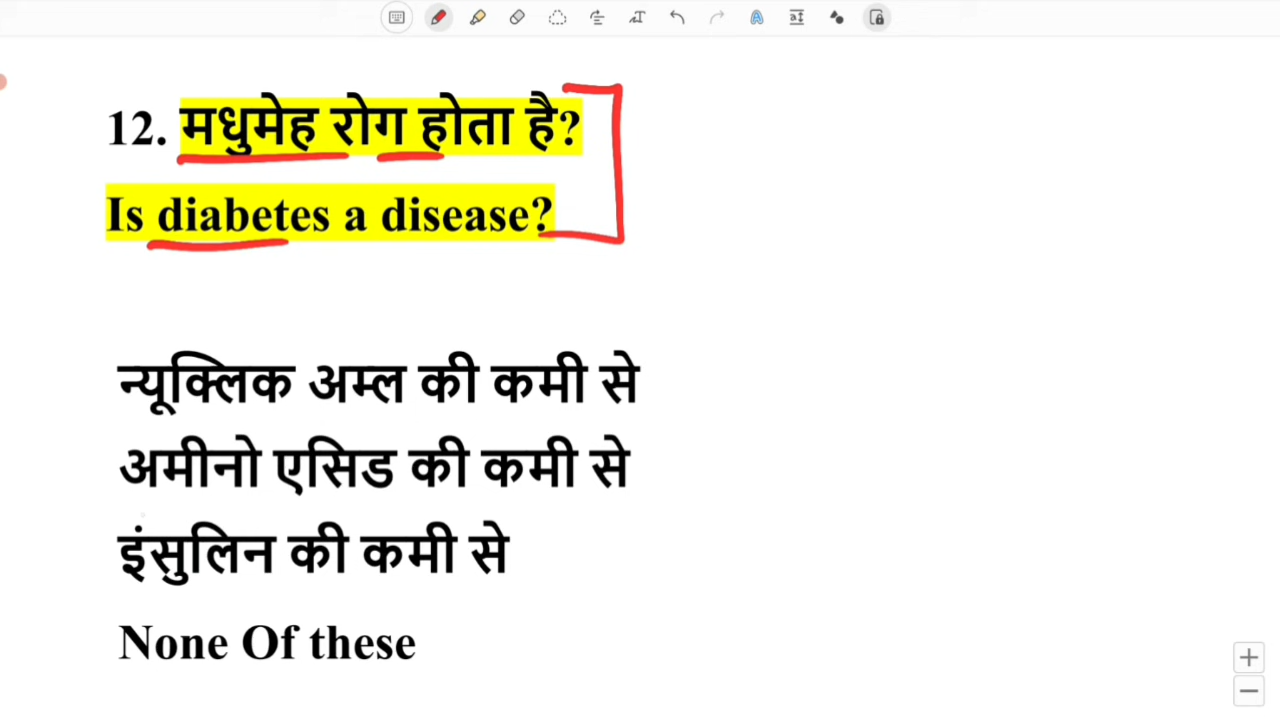 12. मधुमेह रोग होता है?
Is diabetes a disease?
न्यूक्लिक अम्ल की कमी से
अमीनो एसिड की कमी से
इंसुलिन की कमी से
None Of these